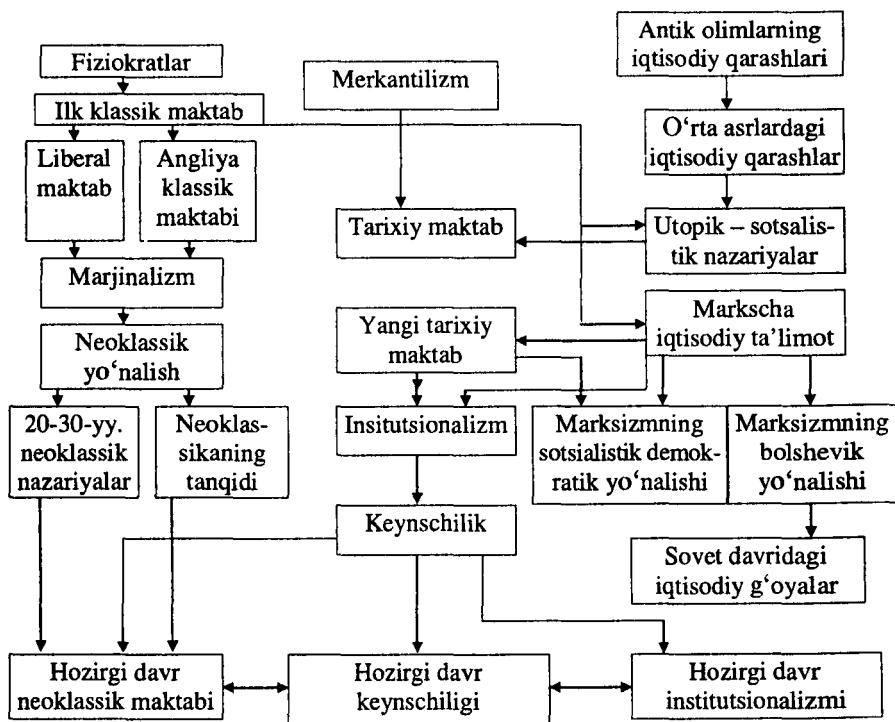 Fiziokratlar
Merkantilizm
Antik olimlarning
iqtisodiy qarashlari
Ilk klassik maktab
O‘rta asrlardagi
iqtisodiy qarashlar
Liberal
maktab
Angliya
klassik
maktabi
Tarixiy maktab
Utopik – sotsalis-
tik nazariyalar
Marjinalizm
Yangi tarixiy
maktab
Markscha
iqtisodiy ta’limot
Neoklassik
yo‘nalish
20-30-yy.
neoklassik
nazariyalar
Neoklas-
sikaning
tanqidi
Insitutsionalizm
Marksizmning
sotsialistik demok-
ratik yo‘nalishi
Marksizmning
bolshevik
yo‘nalishi
Keynschilik
Sovet davridagi
iqtisodiy g‘oyalar
Hozirgi davr
neoklassik maktabi
Hozirgi davr
keynschiligi
Hozirgi davr
institutsionalizmi